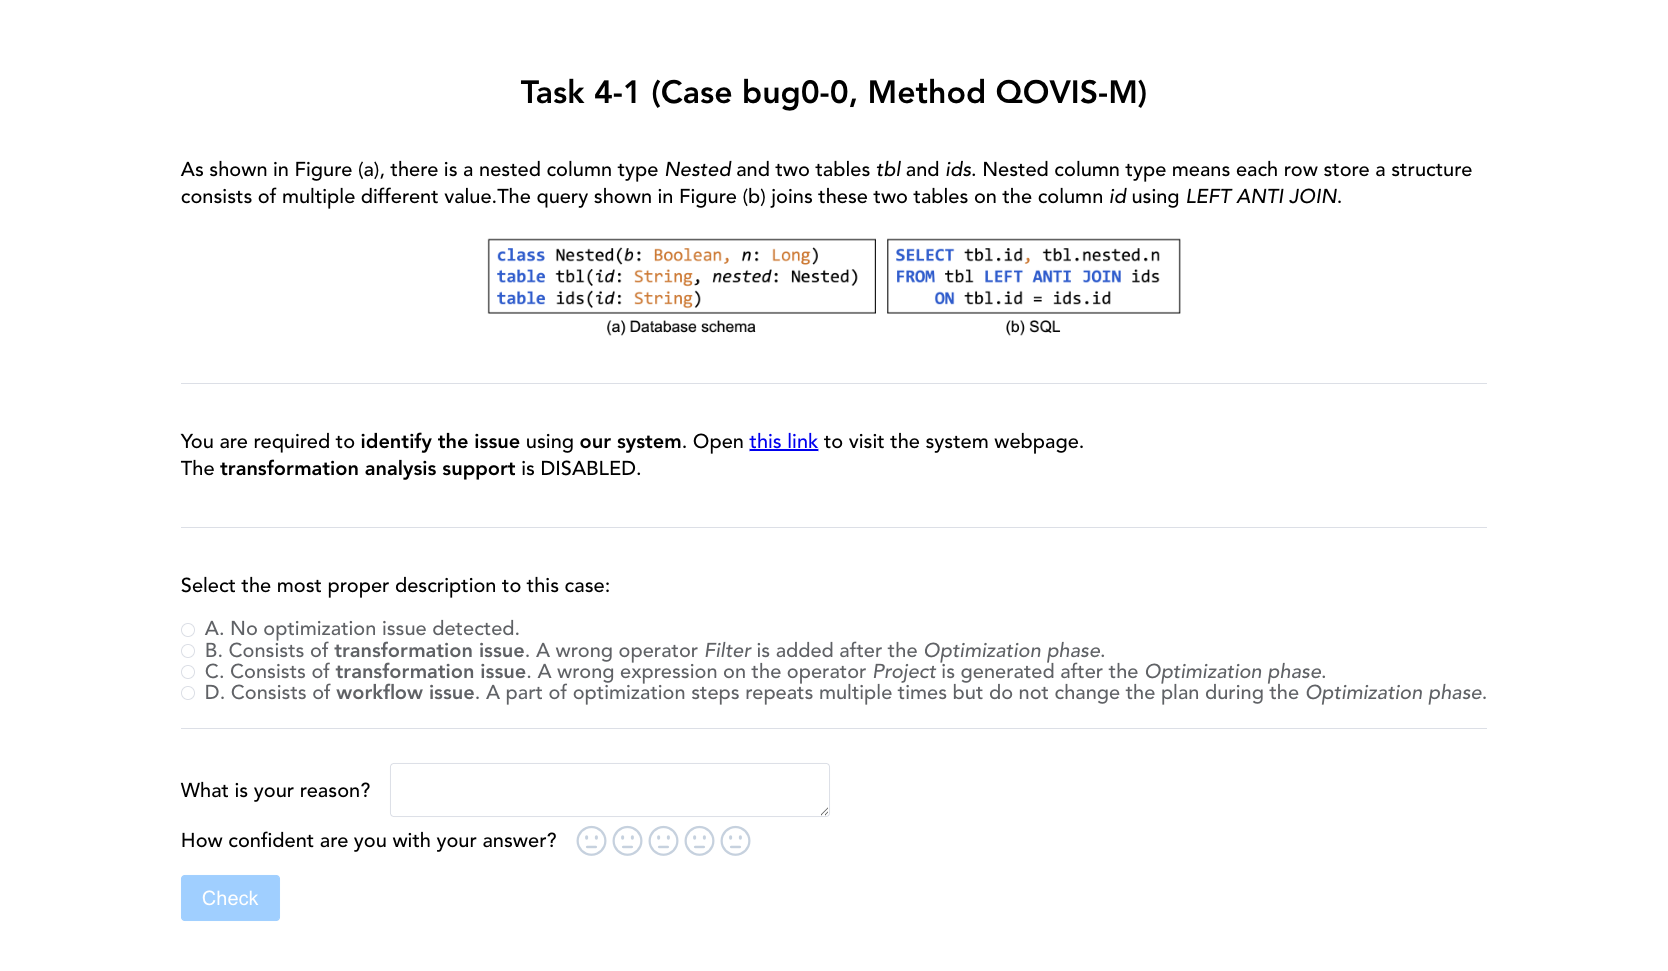 Task 4-1 (Case bug0-0, Method QOVIS-M)
As shown in Figure (a), there is a nested column type Nested and two tables tbl and ids. Nested column type means each row store a structure
consists of multiple different value.The query shown in Figure (b) joins these two tables on the column id using LEFT ANTI JOIN.
class Nested(b: Boolean, n: Long)
table tbl(id: String, nested: Nested)
table ids(id: String)
(a) Database schema
SELECT tbl.id, tbl.nested.n
FROM tbl LEFT ANTI JOIN ids
ON tbl.id = ids.id
(b) SQL
You are required to identify the issue using our system. Open this link to visit the system webpage.
The transformation analysis support is DISABLED.
Select the most proper description to this case:
A. No optimization issue detected.
B. Consists of transformation issue. A wrong operator Filter is added after the Optimization phase.
C. Consists of transformation issue. A wrong expression on the operator Project is generated after the Optimization phase.
D. Consists of workflow issue. A part of optimization steps repeats multiple times but do not change the plan during the Optimization phase.
What is your reason?
How confident are you with your answer?
Check